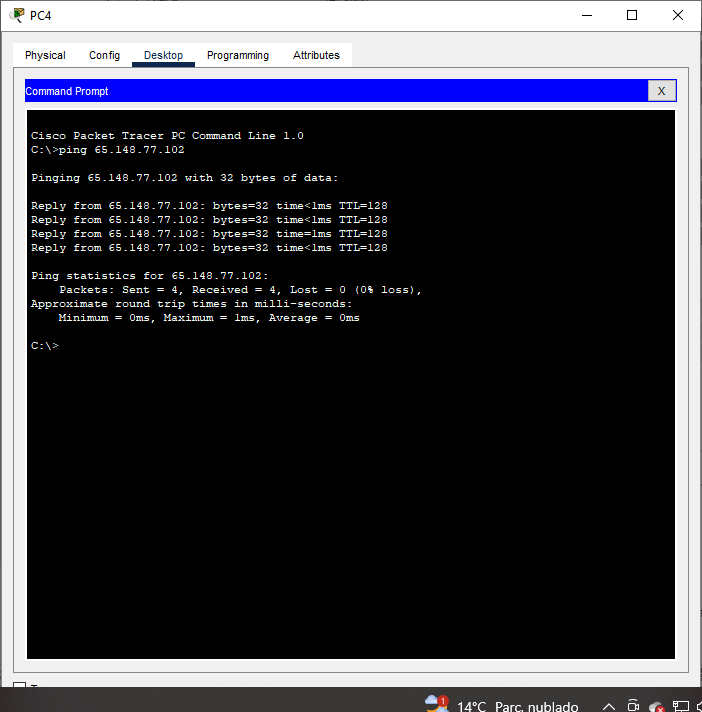 PC4
Physical Config Desktop Programming Attributes
Command Prompt X
Cisco Packet Tracer PC Command Line 1.0
C:\>ping 65.148.77.102
Pinging 65.148.77.102 with 32 bytes of data:
Reply from 65.148.77.102: bytes=32 time<1ms TTL=128
Reply from 65.148.77.102: bytes=32 time<1ms TTL=128
Reply from 65.148.77.102: bytes=32 time=1ms TTL=128
Reply from 65.148.77.102: bytes=32 time<1ms TTL=128
Ping statistics for 65.148.77.102:
Packets: Sent = 4, Received = 4, Lost = 0 (0% loss),
Approximate round trip times in milli-seconds:
Minimum = 0ms, Maximum = 1ms, Average = 0ms
C:\>
1 14°C Parc. nublado